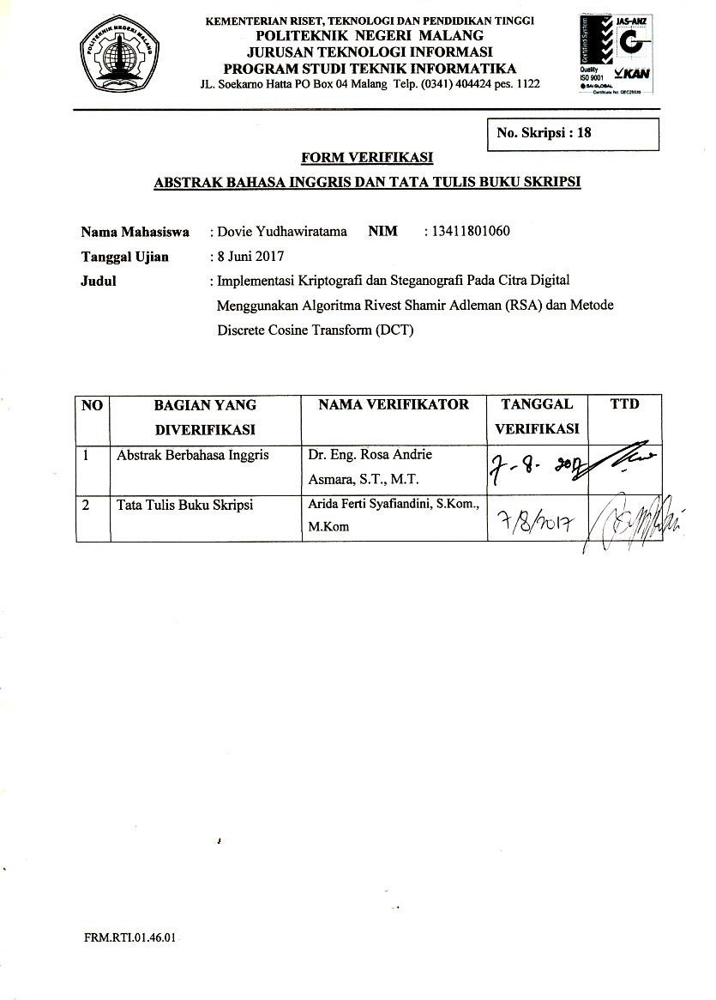 POLITEKNIK NEGERI MALANG
KEMENTERIAN RISET, TEKNOLOGI DAN PENDIDIKAN TINGGI
POLITEKNIK NEGERI MALANG
JURUSAN TEKNOLOGI INFORMASI
PROGRAM STUDI TEKNIK INFORMATIKA
JL. Soekarno Hatta PO Box 04 Malang Telp. (0341) 404424 pes. 1122
Certified System
JAS-ANZ
Quality
ISO 9001
KAN
SAI GLOBAL
Certificate No. QEC28530
No. Skripsi : 18
FORM VERIFIKASI
ABSTRAK BAHASA INGGRIS DAN TATA TULIS BUKU SKRIPSI
Nama Mahasiswa : Dovie Yudhawiratama NIM : 13411801060
Tanggal Ujian : 8 Juni 2017
Judul : Implementasi Kriptografi dan Steganografi Pada Citra Digital
Menggunakan Algoritma Rivest Shamir Adleman (RSA) dan Metode
Discrete Cosine Transform (DCT)
NO BAGIAN YANG NAMA VERIFIKATOR TANGGAL TTD
DIVERIFIKASI VERIFIKASI
1 Abstrak Berbahasa Inggris Dr. Eng. Rosa Andrie 7-8-2017
Asmara, S.T., M.T.
2 Tata Tulis Buku Skripsi Arida Ferti Syafiandini, S.Kom., 7/8/2017
M.Kom
FRM.RTI.01.46.01